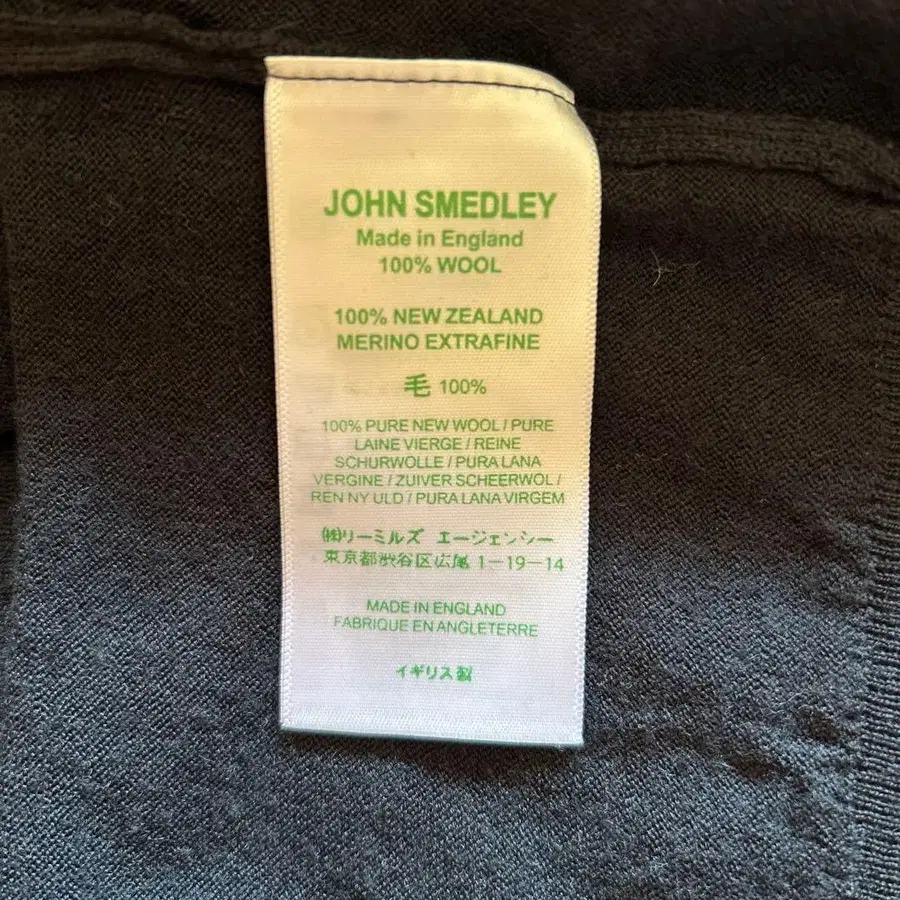 JOHN SMEDLEY
Made in England
100% WOOL
100% NEW ZEALAND
MERINO EXTRAFINE
毛 100%
100% PURE NEW WOOL / PURE
LAINE VIERGE / REINE
SCHURWOLLE / PURA LANA
VERGINE / ZUIVER SCHEERWOL /
REN NY ULD / PURA LANA VIRGEM
㈱リーミルズ エージェンシー
東京都渋谷区広尾 1-19-14
MADE IN ENGLAND
FABRIQUE EN ANGLETERRE
イギリス製